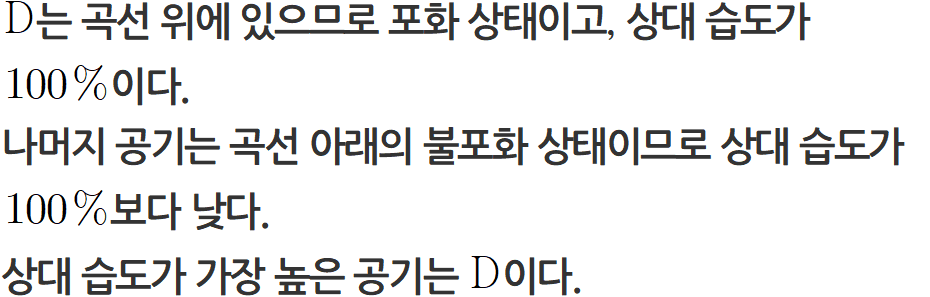 D는 곡선 위에 있으므로 포화 상태이고, 상대 습도가
100%이다.
나머지 공기는 곡선 아래의 불포화 상태이므로 상대 습도가
100%보다 낮다.
상대 습도가 가장 높은 공기는 D이다.